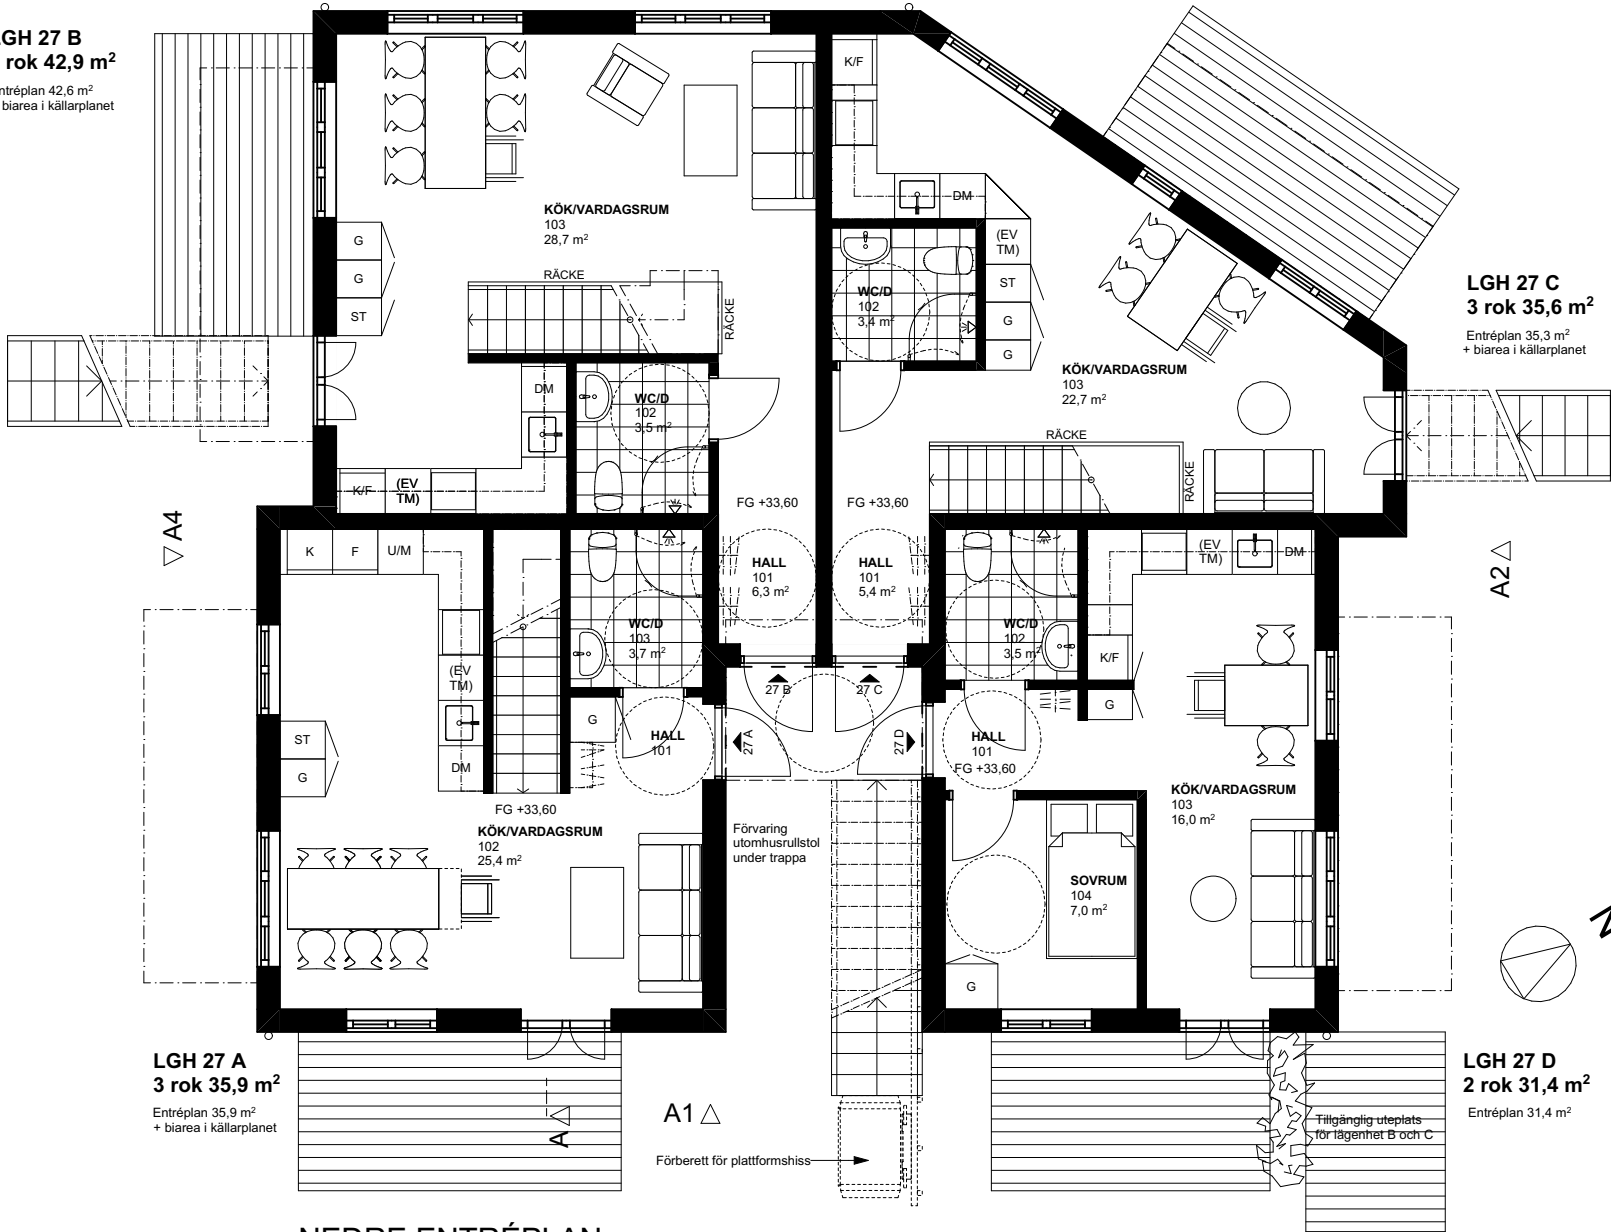 GH 27 B
rok 42,9 m²
ntréplan 42,6 m²
biarea i källarplanet
K/F
DM
KÖK/VARDAGSRUM
103
28,7 m²
G
G
ST
RÄCKE
RÄCKE
(EV
TM)
ST
G
G
WC/D
102
3,4 m²
LGH 27 C
3 rok 35,6 m²
Entréplan 35,3 m²
+ biarea i källarplanet
KÖK/VARDAGSRUM
103
22,7 m²
DM
WC/D
102
3,5 m²
K/F
(EV
TM)
RÄCKE
RÄCKE
FG +33,60
FG +33,60
A4
A2
K
F
U/M
HALL
101
6,3 m²
HALL
101
5,4 m²
(EV
TM)
DM
WC/D
103
3,7 m²
WC/D
102
3,5 m²
K/F
(EV
TM)
G
27 B
27 C
ST
G
DM
G
HALL
101
27 A
27 D
HALL
101
FG +33,60
FG +33,60
KÖK/VARDAGSRUM
102
25,4 m²
KÖK/VARDAGSRUM
103
16,0 m²
Förvaring
utomhusrullstol
under trappa
SOVRUM
104
7,0 m²
G
N
LGH 27 A
3 rok 35,9 m²
Entréplan 35,9 m²
+ biarea i källarplanet
A
A1
Förberett för plattformshiss
LGH 27 D
2 rok 31,4 m²
Entréplan 31,4 m²
Tillgänglig uteplats
för lägenhet B och C
NEDRE ENTRÉPLAN